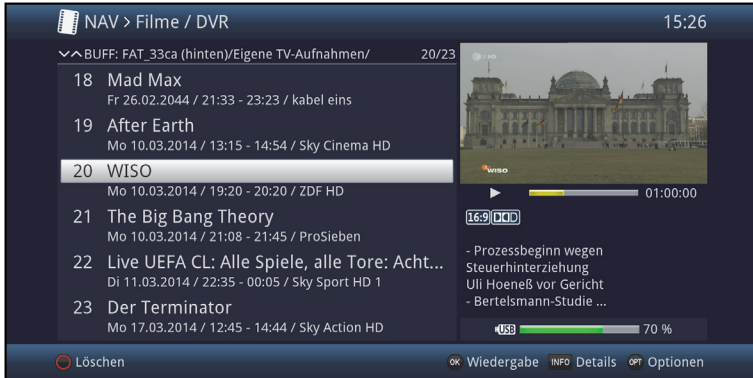 NAV > Filme / DVR
15:26
BUFF: FAT_33ca (hinten)/Eigene TV-Aufnahmen/ 20/23
18 Mad Max
Fr 26.02.2044 / 21:33 - 23:23 / kabel eins
19 After Earth
Mo 10.03.2014 / 13:15 - 14:54 / Sky Cinema HD
20 WISO
Mo 10.03.2014 / 19:20 - 20:20 / ZDF HD
21 The Big Bang Theory
Mo 10.03.2014 / 21:08 - 21:45 / ProSieben
22 Live UEFA CL: Alle Spiele, alle Tore: Acht...
Di 11.03.2014 / 22:35 - 00:05 / Sky Sport HD 1
23 Der Terminator
Mo 17.03.2014 / 12:45 - 14:44 / Sky Action HD
WISO
01:00:00
16:9
- Prozessbeginn wegen
Steuerhinterziehung
Uli Hoeneß vor Gericht
- Bertelsmann-Studie ...
USB 70 %
Löschen
OK Wiedergabe INFO Details OPT Optionen